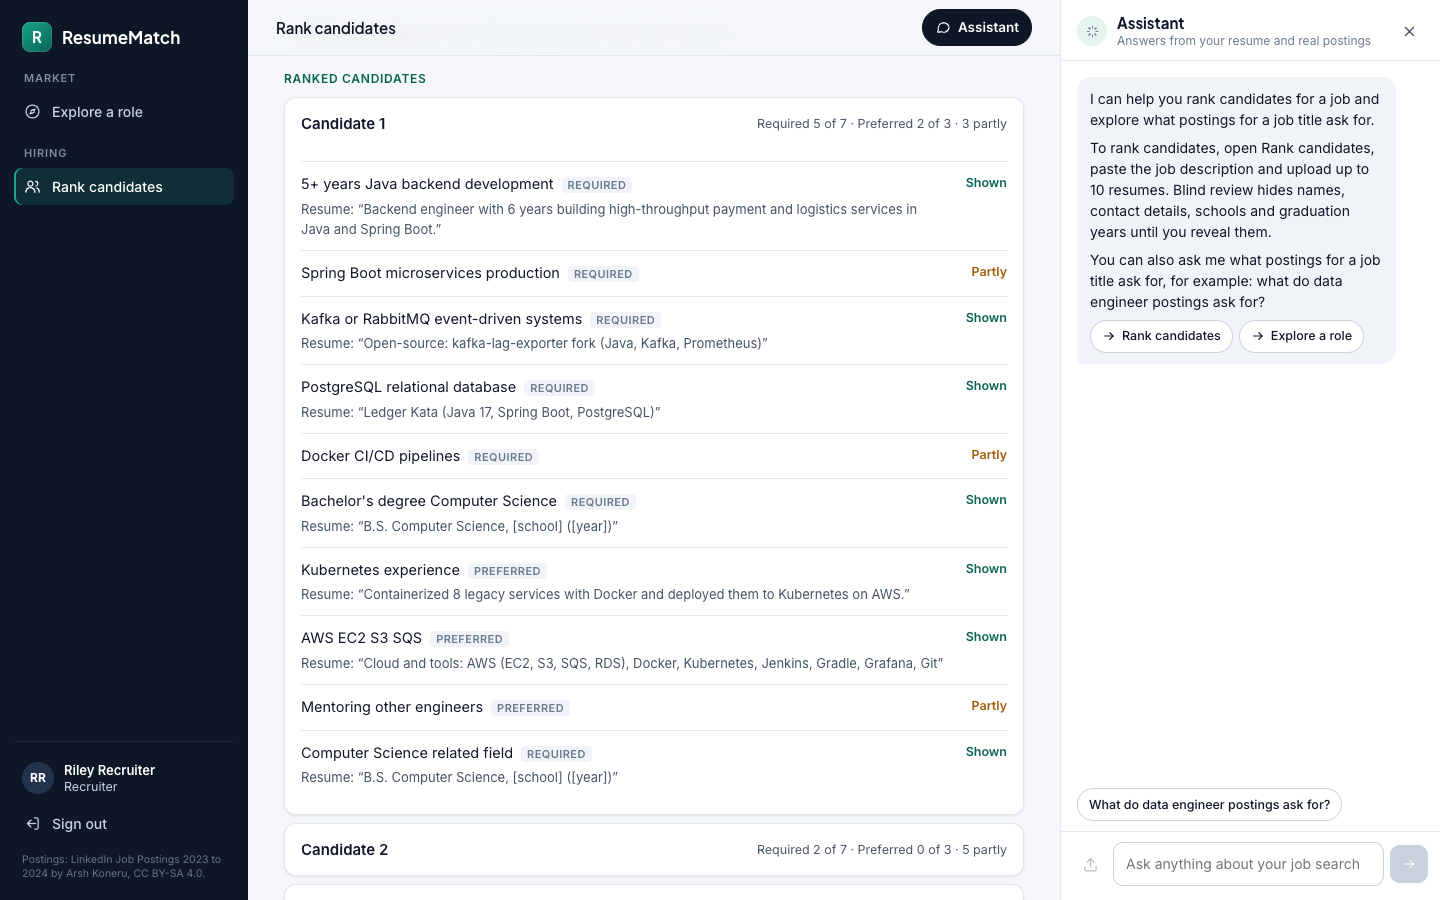 R ResumeMatch
MARKET
Explore a role
HIRING
Rank candidates
RR
Riley Recruiter
Recruiter
Sign out
Postings: LinkedIn Job Postings 2023 to
2024 by Arsh Koneru, CC BY-SA 4.0.
Rank candidates
Assistant
RANKED CANDIDATES
Candidate 1 Required 5 of 7 · Preferred 2 of 3 · 3 partly
5+ years Java backend development REQUIRED Shown
Resume: “Backend engineer with 6 years building high-throughput payment and logistics services in
Java and Spring Boot.”
Spring Boot microservices production REQUIRED Partly
Kafka or RabbitMQ event-driven systems REQUIRED Shown
Resume: “Open-source: kafka-lag-exporter fork (Java, Kafka, Prometheus)”
PostgreSQL relational database REQUIRED Shown
Resume: “Ledger Kata (Java 17, Spring Boot, PostgreSQL)”
Docker CI/CD pipelines REQUIRED Partly
Bachelor's degree Computer Science REQUIRED Shown
Resume: “B.S. Computer Science, [school] ([year])”
Kubernetes experience PREFERRED Shown
Resume: “Containerized 8 legacy services with Docker and deployed them to Kubernetes on AWS.”
AWS EC2 S3 SQS PREFERRED Shown
Resume: “Cloud and tools: AWS (EC2, S3, SQS, RDS), Docker, Kubernetes, Jenkins, Gradle, Grafana, Git”
Mentoring other engineers PREFERRED Partly
Computer Science related field REQUIRED Shown
Resume: “B.S. Computer Science, [school] ([year])”
Candidate 2 Required 2 of 7 · Preferred 0 of 3 · 5 partly
Assistant
Answers from your resume and real postings
I can help you rank candidates for a job and
explore what postings for a job title ask for.
To rank candidates, open Rank candidates,
paste the job description and upload up to
10 resumes. Blind review hides names,
contact details, schools and graduation
years until you reveal them.
You can also ask me what postings for a job
title ask for, for example: what do data
engineer postings ask for?
→ Rank candidates → Explore a role
What do data engineer postings ask for?
Ask anything about your job search